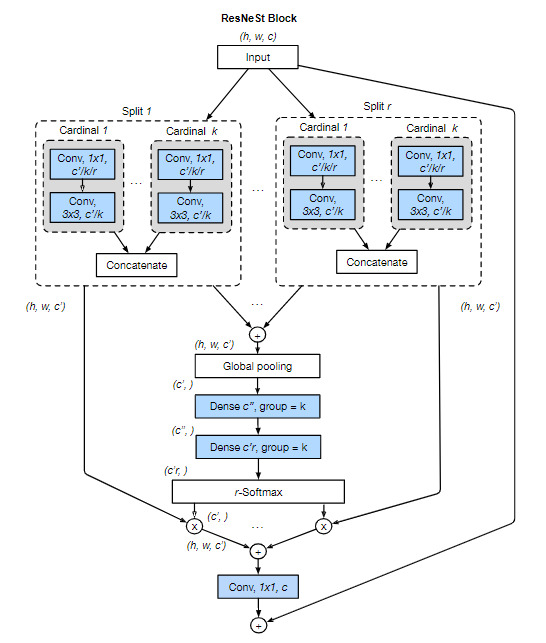 ResNeSt Block
(h, w, c)
Input
Split 1
Split r
Cardinal 1
Cardinal k
Cardinal 1
Cardinal k
Conv, 1x1,
c'/k/r
Conv,
3x3, c'/k
Conv, 1x1,
c'/k/r
Conv,
3x3, c'/k
...
...
Conv, 1x1,
c'/k/r
Conv,
3x3, c'/k
...
Conv, 1x1,
c'/k/r
Conv,
3x3, c'/k
Concatenate
Concatenate
(h, w, c')
...
(h, w, c')
+
(h, w, c')
Global pooling
(c', )
Dense c'', group = k
(c'', )
Dense c'r, group = k
(c'r, )
r-Softmax
(c', )
x
...
x
(h, w, c')
+
Conv, 1x1, c
+